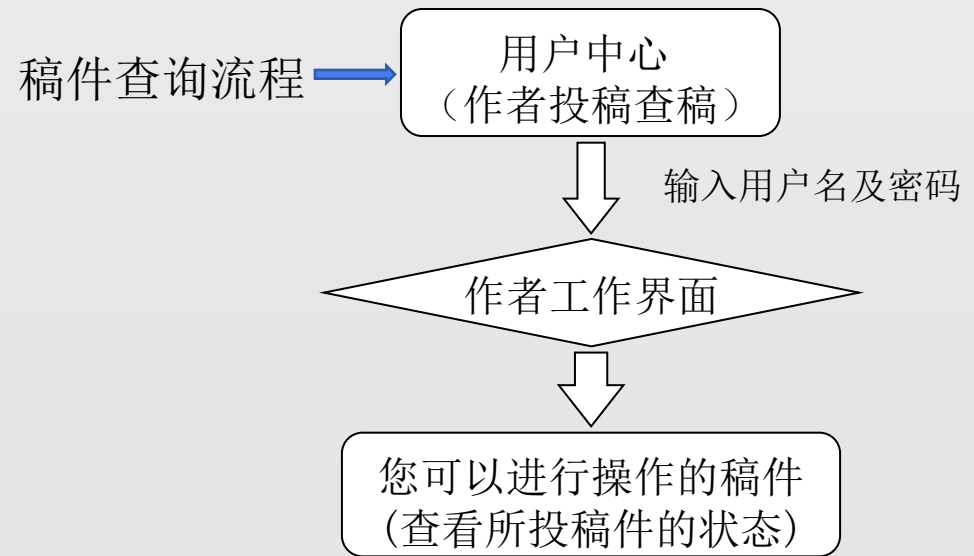 稿件查询流程
用户中心
（作者投稿查稿）
输入用户名及密码
作者工作界面
您可以进行操作的稿件
(查看所投稿件的状态)